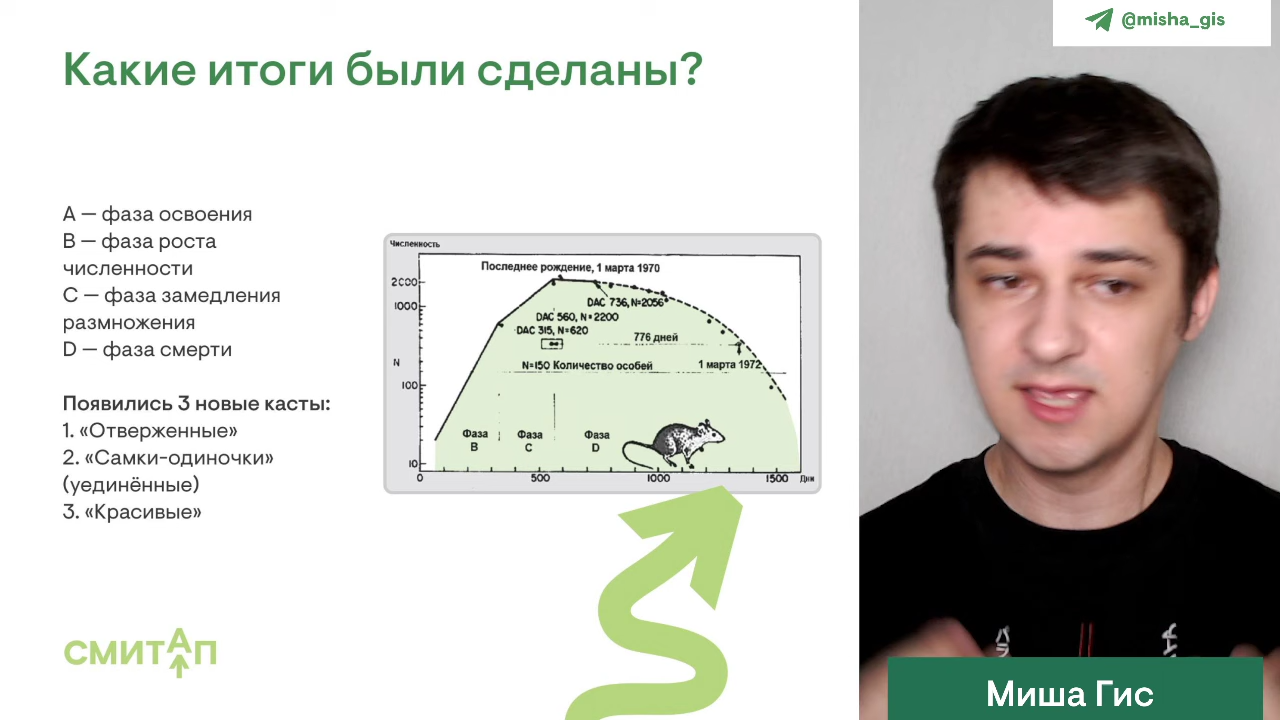 Какие итоги были сделаны?
@misha_gis
A — фаза освоения
B — фаза роста
численности
C — фаза замедления
размножения
D — фаза смерти
Появились 3 новые касты:
1. «Отверженные»
2. «Самки-одиночки»
(уединённые)
3. «Красивые»
Численность
Последнее рождение, 1 марта 1970
2000
1000
DAC 736, N=2056
DAC 560, N=2200
DAC 315, N=620
776 дней
N
N=150 Количество особей
1 марта 1972
100
Фаза
B
Фаза
C
Фаза
D
10
0
500
1000
1500
Дни
СМИТАП
Миша Гис